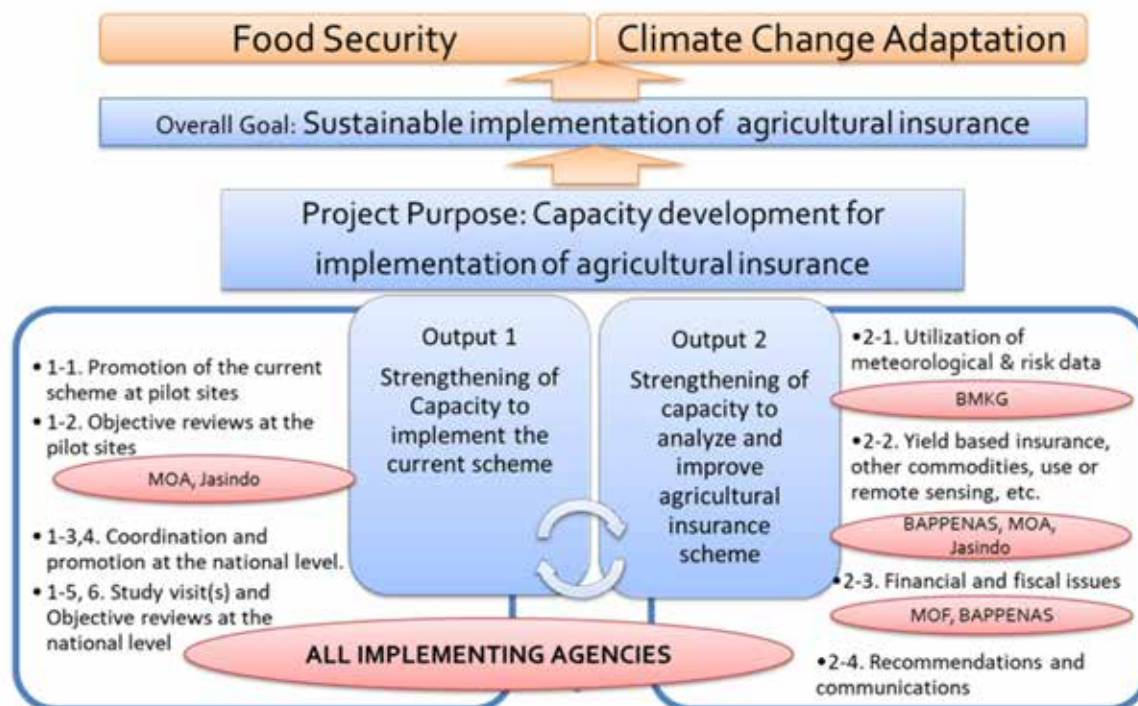 Food Security
Climate Change Adaptation
Overall Goal: Sustainable implementation of agricultural insurance
Project Purpose: Capacity development for
implementation of agricultural insurance
• 1-1. Promotion of the current
scheme at pilot sites
• 1-2. Objective reviews at the
pilot sites
MOA, Jasindo
• 1-3,4. Coordination and
promotion at the national level.
• 1-5, 6. Study visit(s) and
Objective reviews at the
national level
Output 1
Strengthening of
Capacity to
implement the
current scheme
Output 2
Strengthening of
capacity to
analyze and
improve
agricultural
insurance
scheme
•2-1. Utilization of
meteorological & risk data
BMKG
•2-2. Yield based insurance,
other commodities, use or
remote sensing, etc.
BAPPENAS, MOA,
Jasindo
•2-3. Financial and fiscal issues
MOF, BAPPENAS
•2-4. Recommendations and
communications
ALL IMPLEMENTING AGENCIES